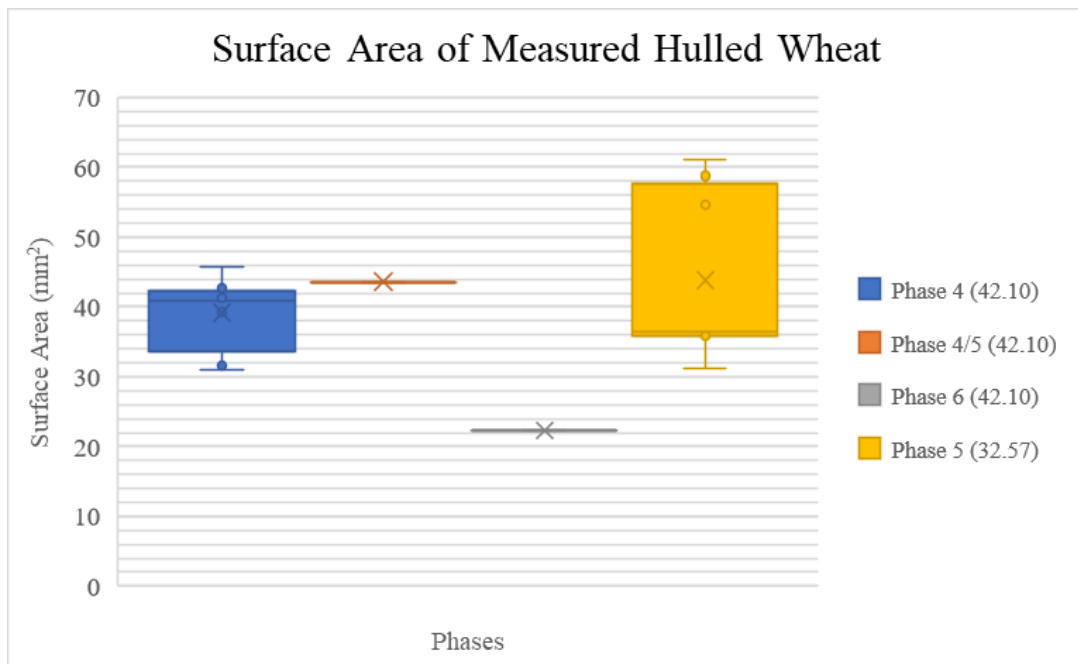 Surface Area of Measured Hulled Wheat
70
60
50
40
30
20
10
0
Surface Area (mm²)
Phases
Phase 4 (42.10)
Phase 4/5 (42.10)
Phase 6 (42.10)
Phase 5 (32.57)